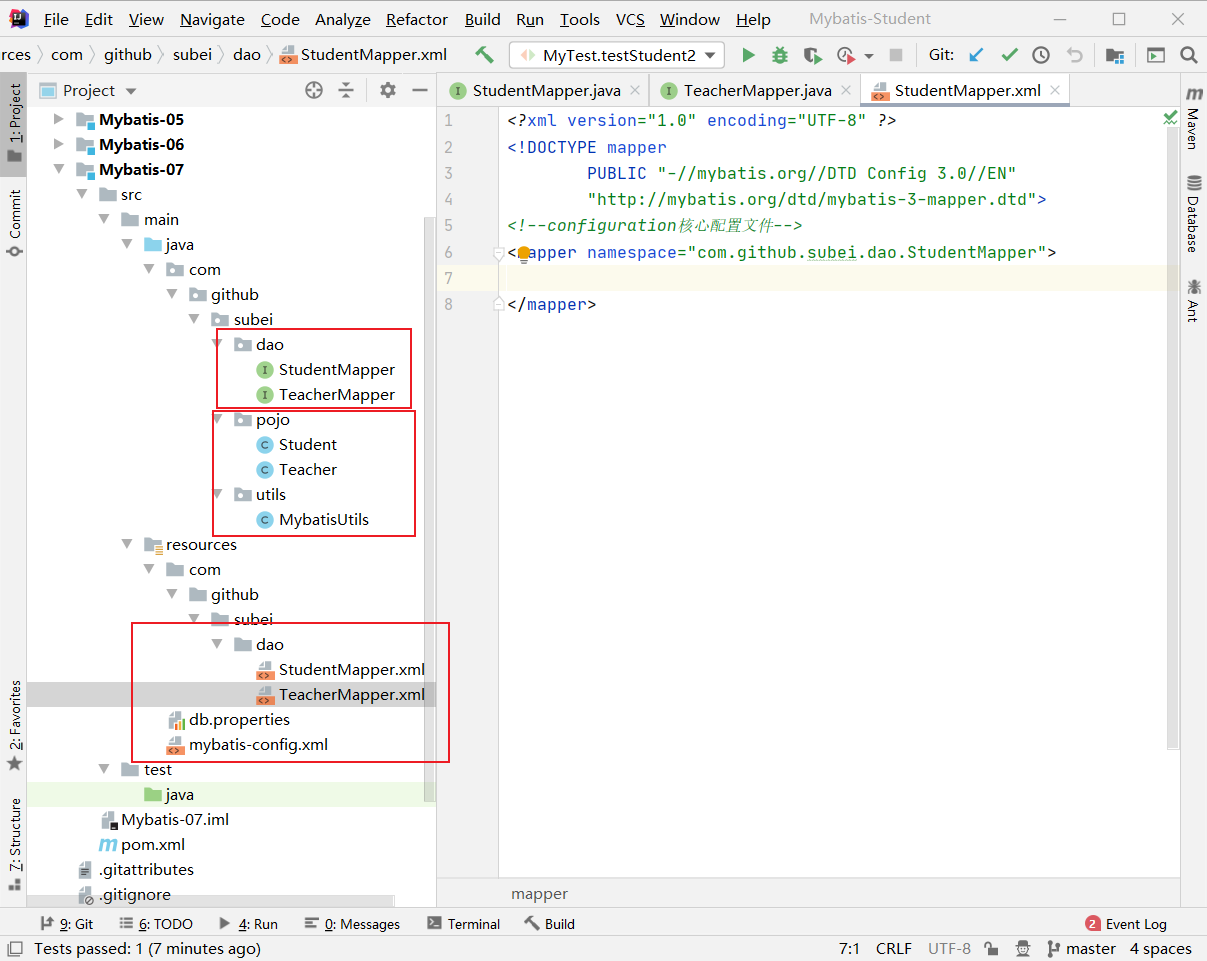 File Edit View Navigate Code Analyze Refactor Build Run Tools VCS Window Help Mybatis-Student
rces com github subei dao StudentMapper.xml MyTest.testStudent2 Git:
1: Project
Commit
2: Favorites
7: Structure
Project
Mybatis-05
Mybatis-06
Mybatis-07
src
main
java
com
github
subei
dao
StudentMapper
TeacherMapper
pojo
Student
Teacher
utils
MybatisUtils
resources
com
github
subei
dao
StudentMapper.xml
TeacherMapper.xml
db.properties
mybatis-config.xml
test
java
Mybatis-07.iml
pom.xml
.gitattributes
.gitignore
StudentMapper.java TeacherMapper.java StudentMapper.xml
1 <?xml version="1.0" encoding="UTF-8" ?>
2 <!DOCTYPE mapper
3 PUBLIC "-//mybatis.org//DTD Config 3.0//EN"
4 "http://mybatis.org/dtd/mybatis-3-mapper.dtd">
5 <!--configuration核心配置文件-->
6 <mapper namespace="com.github.subei.dao.StudentMapper">
7
8 </mapper>
mapper
Maven
Database
Ant
9: Git 6: TODO 4: Run 0: Messages Terminal Build 2 Event Log
Tests passed: 1 (7 minutes ago) 7:1 CRLF UTF-8 master 4 spaces